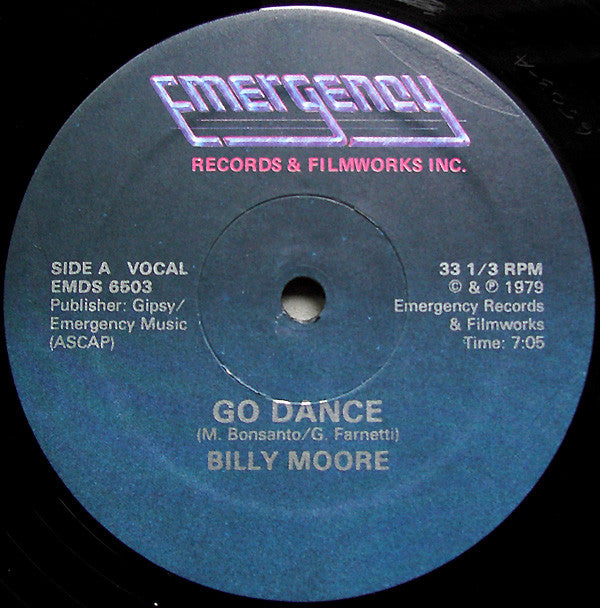 EMERGENCY
RECORDS & FILMWORKS INC.
SIDE A VOCAL
EMDS 6503
Publisher: Gipsy/
Emergency Music
(ASCAP)
33 1/3 RPM
© & ℗ 1979
Emergency Records
& Filmworks
Time: 7:05
GO DANCE
(M. Bonsanto/G. Farnetti)
BILLY MOORE